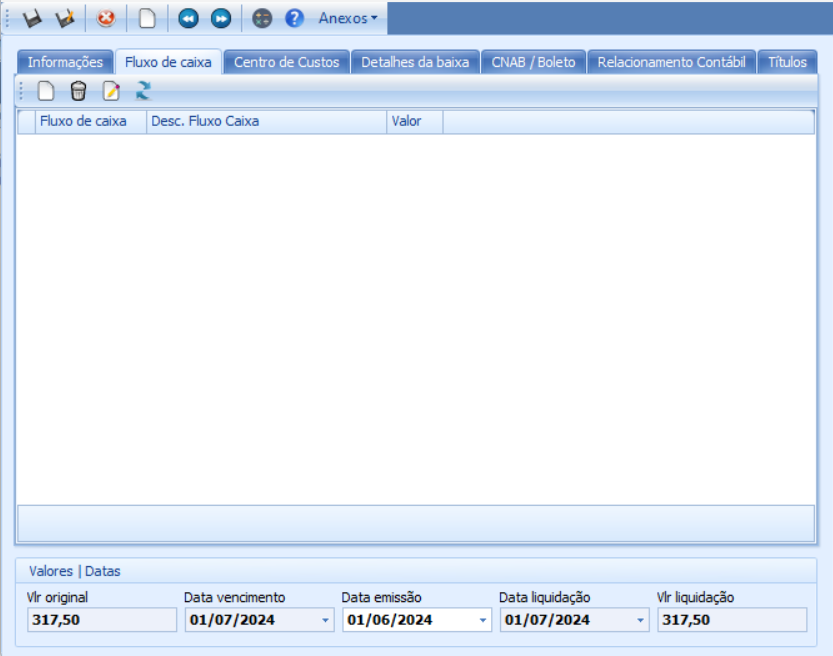 Anexos
Informações Fluxo de caixa Centro de Custos Detalhes da baixa CNAB / Boleto Relacionamento Contábil Títulos
Fluxo de caixa Desc. Fluxo Caixa Valor
Valores | Datas
Vlr original Data vencimento Data emissão Data liquidação Vlr liquidação
317,50 01/07/2024 01/06/2024 01/07/2024 317,50